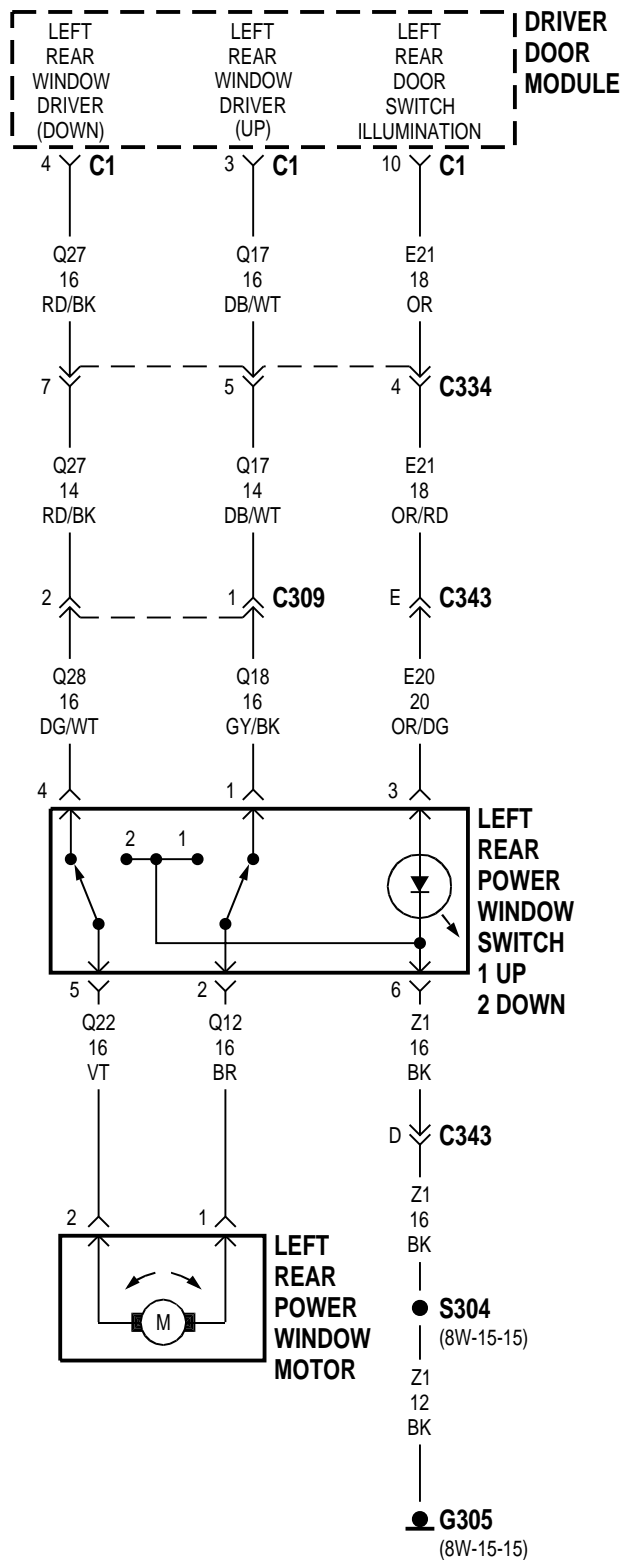 LEFT
REAR
WINDOW
DRIVER
(DOWN)
LEFT
REAR
WINDOW
DRIVER
(UP)
LEFT
REAR
DOOR
SWITCH
ILLUMINATION
DRIVER
DOOR
MODULE
4 C1
3 C1
10 C1
Q27
16
RD/BK
Q17
16
DB/WT
E21
18
OR
7
5
4 C334
Q27
14
RD/BK
Q17
14
DB/WT
E21
18
OR/RD
2
1 C309
E C343
Q28
16
DG/WT
Q18
16
GY/BK
E20
20
OR/DG
4
1
3
2 1
LEFT
REAR
POWER
WINDOW
SWITCH
1 UP
2 DOWN
5
2
6
Q22
16
VT
Q12
16
BR
Z1
16
BK
D C343
Z1
16
BK
2
1
M
LEFT
REAR
POWER
WINDOW
MOTOR
S304
(8W-15-15)
Z1
12
BK
G305
(8W-15-15)